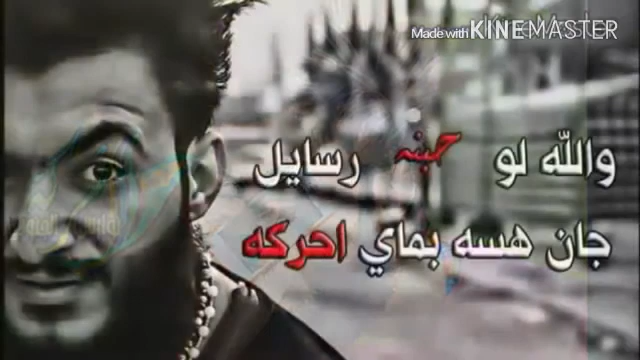 Made with KINEMASTER
والله لو حبنه رسايل
جان هسه بماي احركه